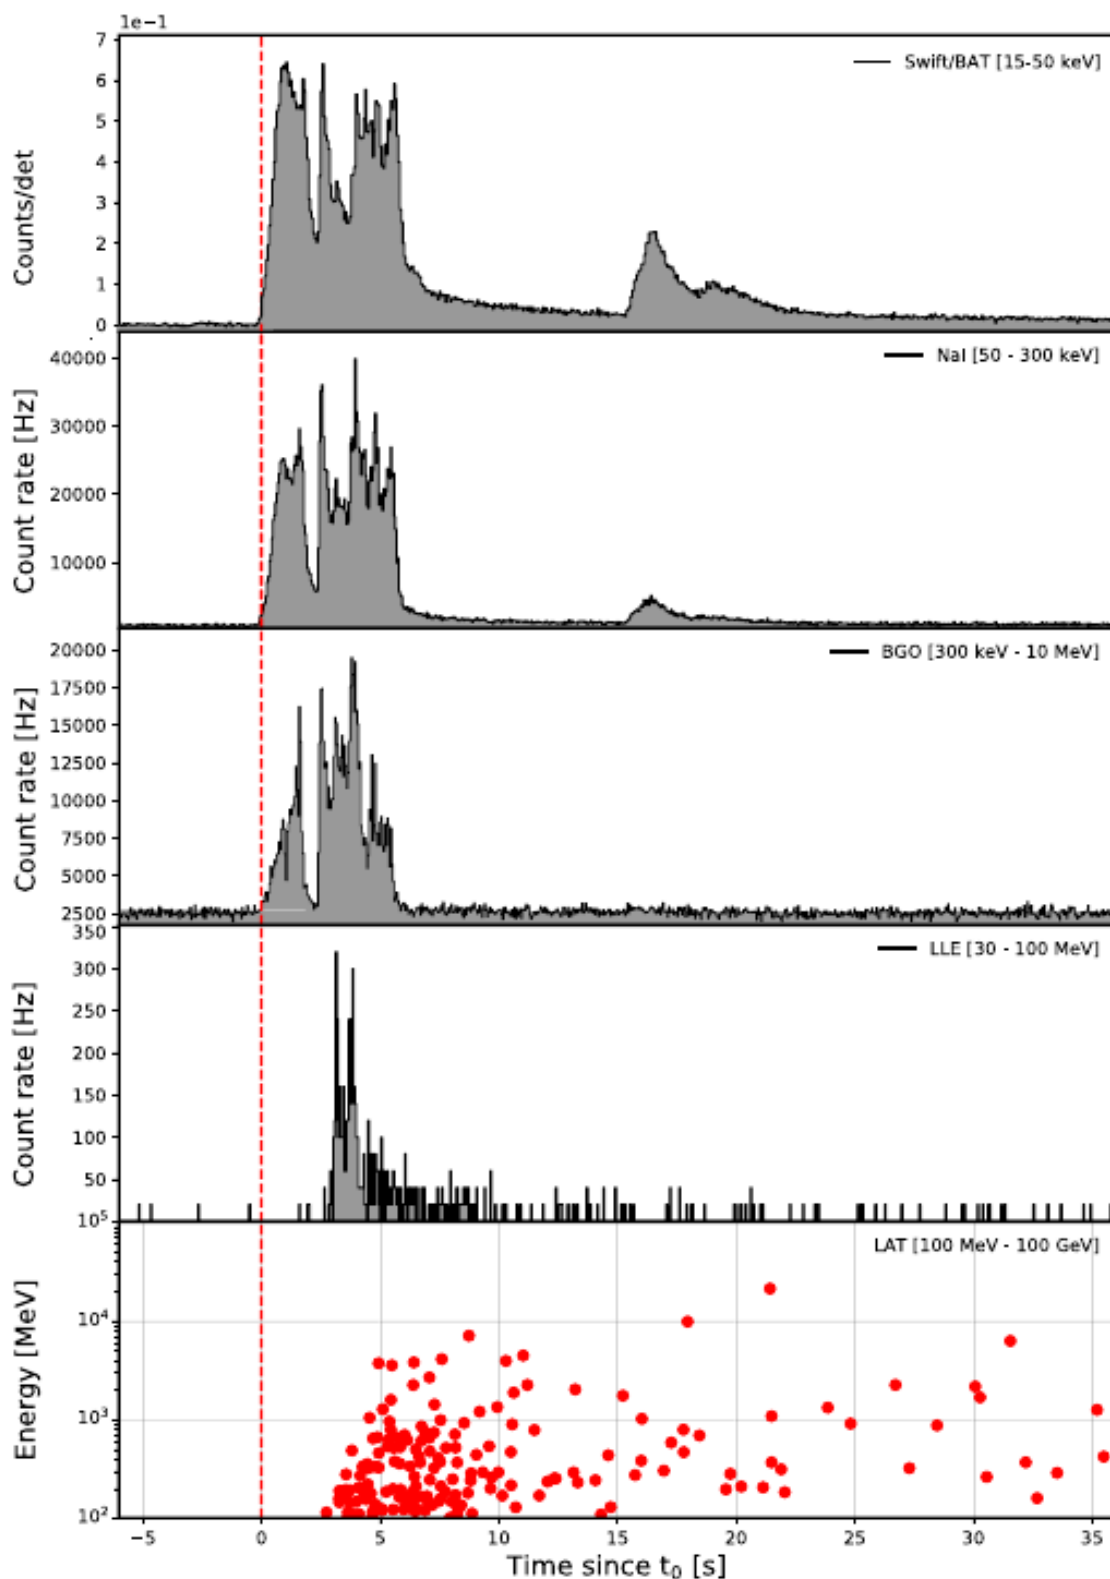 1e−1
7
6
5
4
3
2
1
0
Counts/det
Swift/BAT [15-50 keV]
40000
30000
20000
10000
Count rate [Hz]
NaI [50 - 300 keV]
20000
17500
15000
12500
10000
7500
5000
2500
Count rate [Hz]
BGO [300 keV - 10 MeV]
350
300
250
200
150
100
50
Count rate [Hz]
LLE [30 - 100 MeV]
10⁵
10⁴
10³
10²
Energy [MeV]
LAT [100 MeV - 100 GeV]
−5 0 5 10 15 20 25 30 35
Time since t₀ [s]